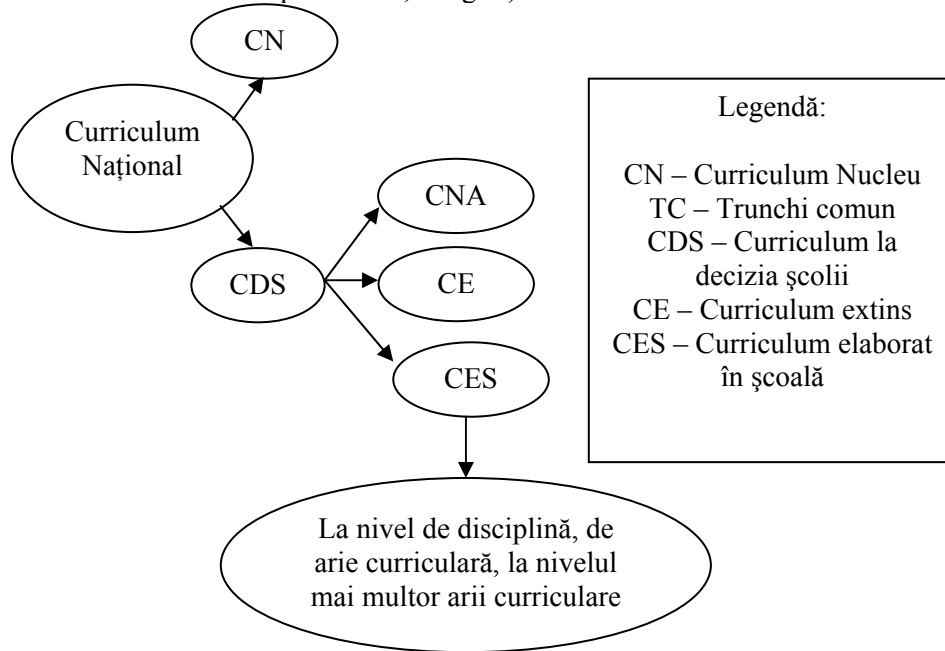 CN
Curriculum
Național
CDS
CNA
CE
CES
La nivel de disciplină, de
arie curriculară, la nivelul
mai multor arii curriculare
Legendă:
CN – Curriculum Nucleu
TC – Trunchi comun
CDS – Curriculum la
decizia şcolii
CE – Curriculum extins
CES – Curriculum elaborat
în şcoală